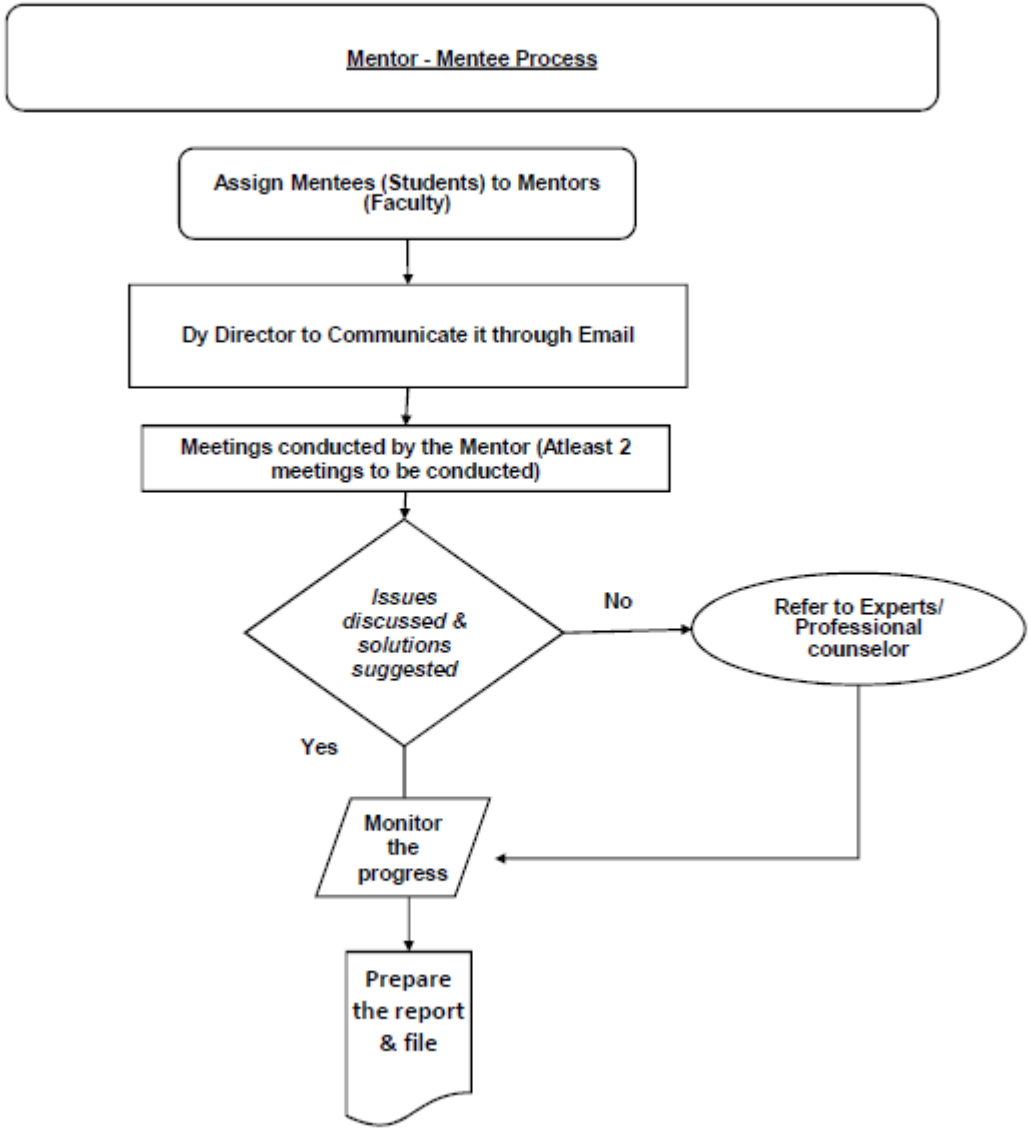 Mentor - Mentee Process
Assign Mentees (Students) to Mentors
(Faculty)
Dy Director to Communicate it through Email
Meetings conducted by the Mentor (Atleast 2
meetings to be conducted)
Issues
discussed &
solutions
suggested
No
Refer to Experts/
Professional
counselor
Yes
Monitor
the
progress
Prepare
the report
& file